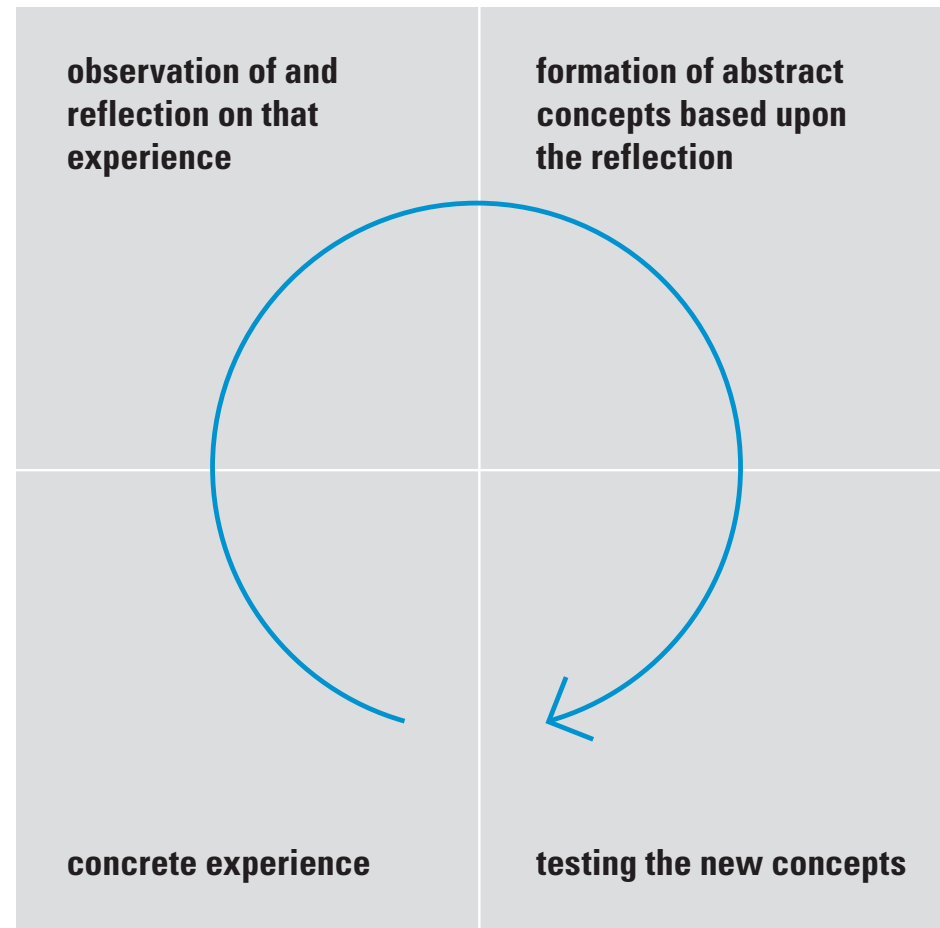 observation of and
reflection on that
experience
formation of abstract
concepts based upon
the reflection
concrete experience
testing the new concepts